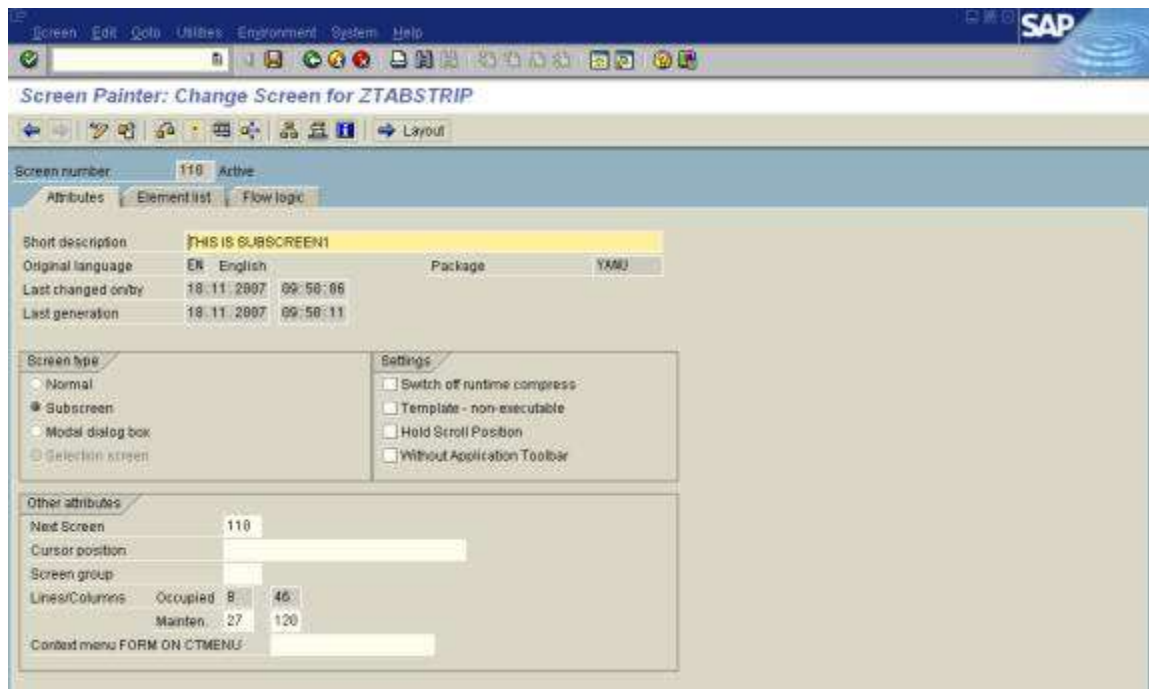 Screen Edit Goto Utilities Environment System Help
SAP
Screen Painter: Change Screen for ZTABSTRIP
Layout
Screen number 110 Active
Attributes Element list Flow logic
Short description THIS IS SUBSCREEN1
Original language EN English Package YANU
Last changed on/by 18.11.2007 09:50:06
Last generation 18.11.2007 09:50:11
Screen type Settings
Normal Switch off runtime compress
Subscreen Template - non-executable
Modal dialog box Hold Scroll Position
Selection screen Without Application Toolbar
Other attributes
Next Screen 110
Cursor position
Screen group
Lines/Columns Occupied 8 46
Mainten. 27 120
Context menu FORM ON CTMENU